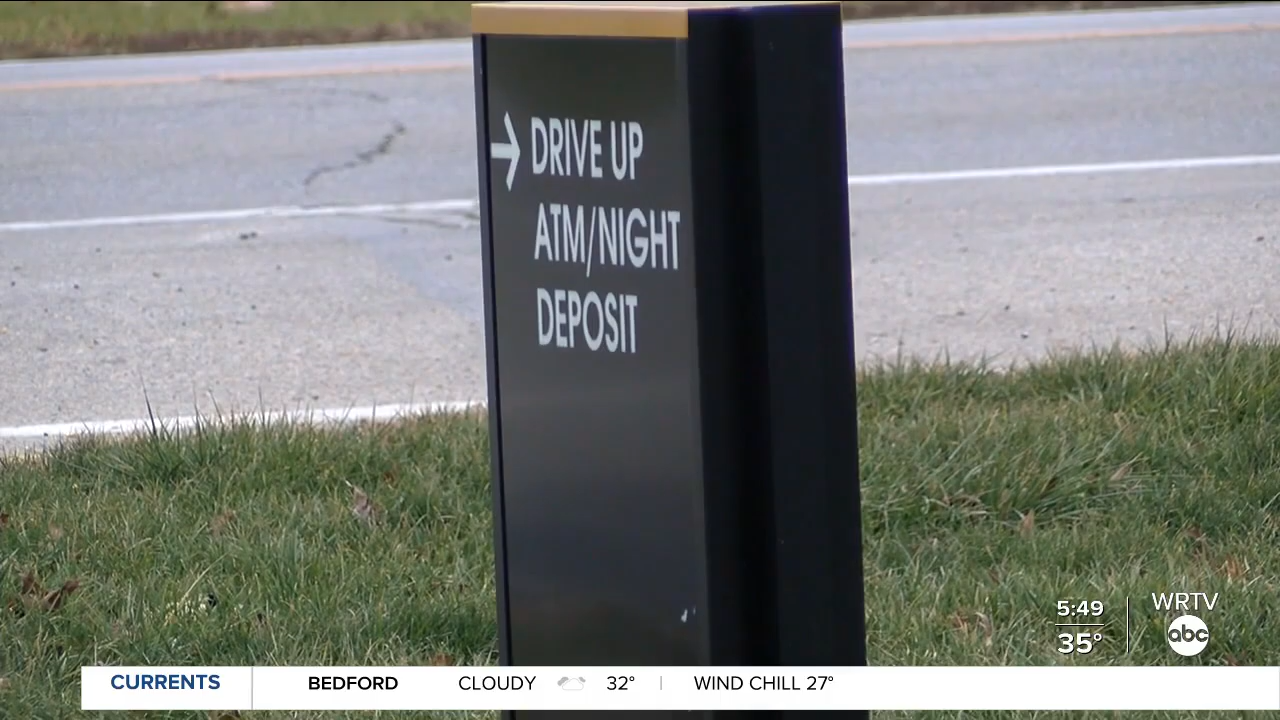 → DRIVE UP
ATM/NIGHT
DEPOSIT
5:49
35°
WRTV
abc
CURRENTS BEDFORD CLOUDY 32° | WIND CHILL 27°